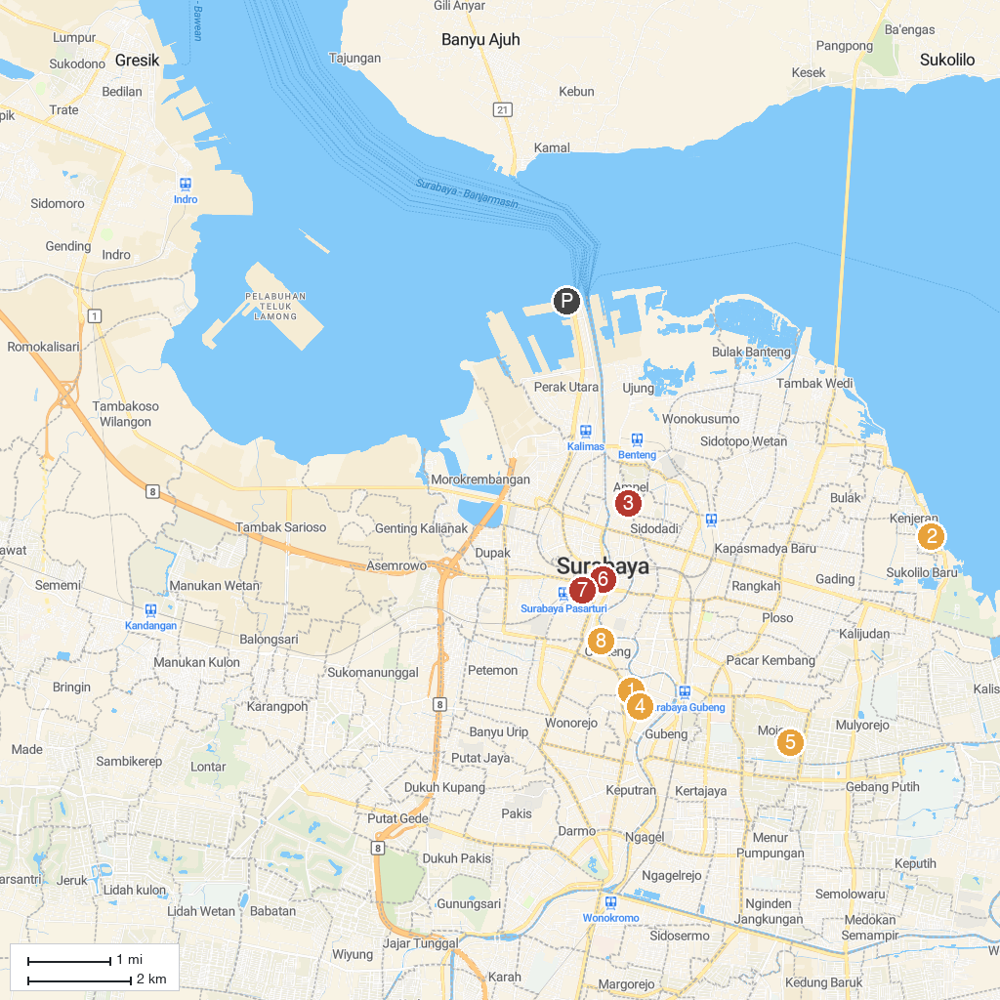 Gili Anyar
- Bawean
Ba'engas
Lumpur
Banyu Ajuh
Pangpong
Sukodono
Gresik
Tajungan
Sukolilo
Kesek
Bedilan
Kebun
Trate
21
pik
Kamal
Indro
Surabaya - Banjarmasin
Sidomoro
Gending
Indro
PELABUHAN
TELUK
LAMONG
P
1
Romokalisari
Bulak Banteng
Perak Utara
Ujung
Tambak Wedi
Tambakoso
Wilangon
Wonokusumo
Kalimas
Benteng
Sidotopo Wetan
Morokrembangan
Ampel
8
3
Bulak
Kenjeran
Tambak Sarioso
Genting Kalianak
Sidodadi
2
awat
Dupak
Kapasmadya Baru
Asemrowo
Surabaya
Sukolilo Baru
Sememi
Manukan Wetan
6
7
Rangkah
Gading
Surabaya Pasarturi
Kandangan
Ploso
Balongsari
8
Kalijudan
Manukan Kulon
Pacar Kembang
Sukomanunggal
Petemon
Bringin
1
Kalis
Karangpoh
8
4
rabaya Gubeng
Wonorejo
Mulyorejo
Banyu Urip
Gubeng
5
Made
Sambikerep
Putat Jaya
Lontar
Dukuh Kupang
Keputran
Kertajaya
Gebang Putih
Putat Gede
Pakis
Darmo
Ngagel
Menur
Pumpungan
8
Dukuh Pakis
Keputih
arsantri
Jeruk
Lidah kulon
Ngagelrejo
Semolowaru
Lidah Wetan
Babatan
Gunungsari
Nginden
Jangkungan
Wonokromo
Medokan
Semampir
Sidosermo
Jajar Tunggal
Wiyung
W
1 mi
2 km
Karah
Margorejo
Kedung Baruk